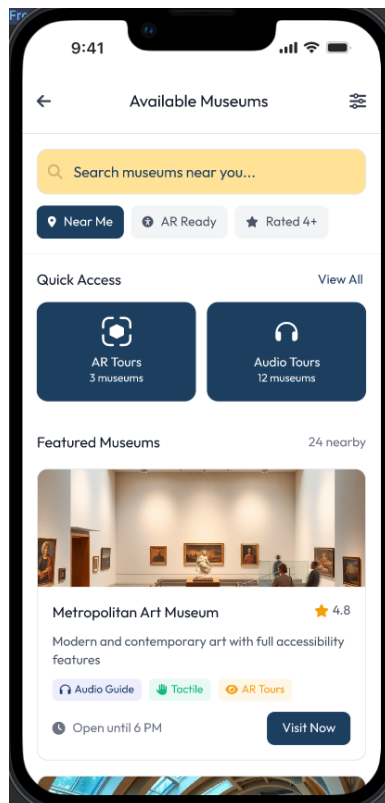 Fre
9:41
Available Museums
Search museums near you...
Near Me
AR Ready
Rated 4+
Quick Access
View All
AR Tours
3 museums
Audio Tours
12 museums
Featured Museums
24 nearby
Metropolitan Art Museum
4.8
Modern and contemporary art with full accessibility
features
Audio Guide
Tactile
AR Tours
Open until 6 PM
Visit Now